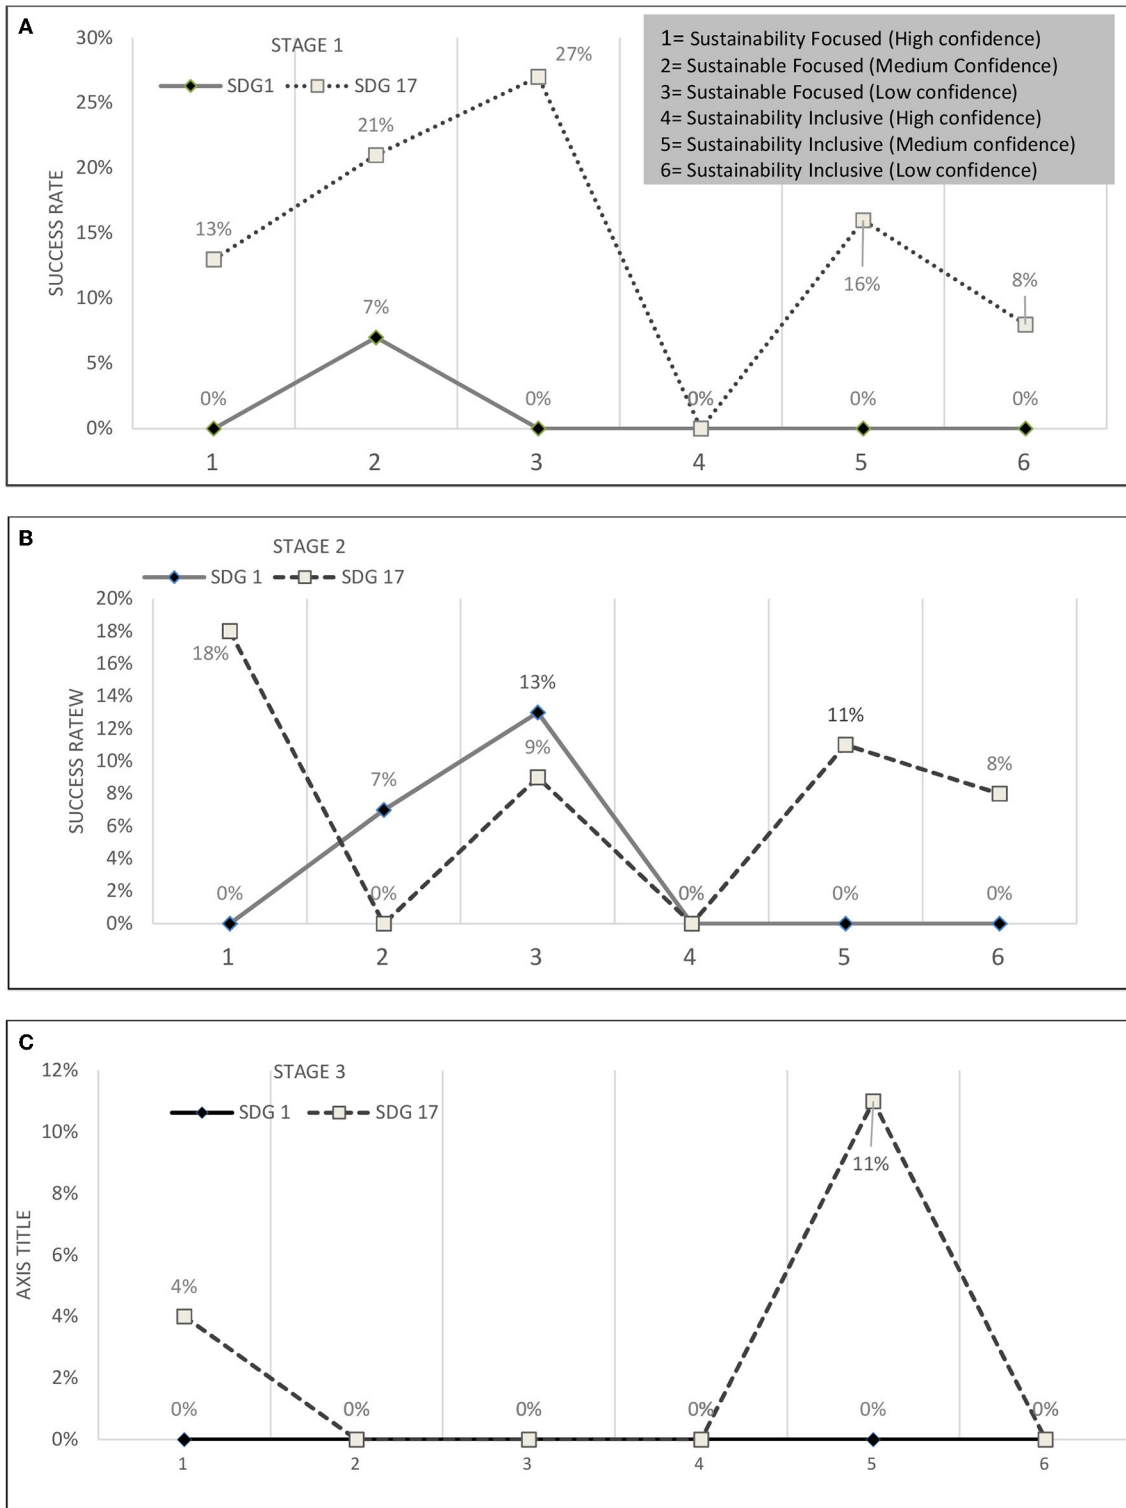 A
STAGE 1
SDG1 SDG 17
1= Sustainability Focused (High confidence)
2= Sustainable Focused (Medium Confidence)
3= Sustainable Focused (Low confidence)
4= Sustainability Inclusive (High confidence)
5= Sustainability Inclusive (Medium confidence)
6= Sustainability Inclusive (Low confidence)
SUCCESS RATE
30%
25%
20%
15%
10%
5%
0%
13%
21%
27%
16%
8%
0%
7%
0%
0%
0%
0%
1 2 3 4 5 6
B
STAGE 2
SDG 1 SDG 17
SUCCESS RATEW
20%
18%
16%
14%
12%
10%
8%
6%
4%
2%
0%
18%
13%
9%
7%
11%
8%
0%
0%
0%
0%
0%
1 2 3 4 5 6
C
STAGE 3
SDG 1 SDG 17
AXIS TITLE
12%
10%
8%
6%
4%
2%
0%
4%
11%
0%
0%
0%
0%
0%
0%
1 2 3 4 5 6